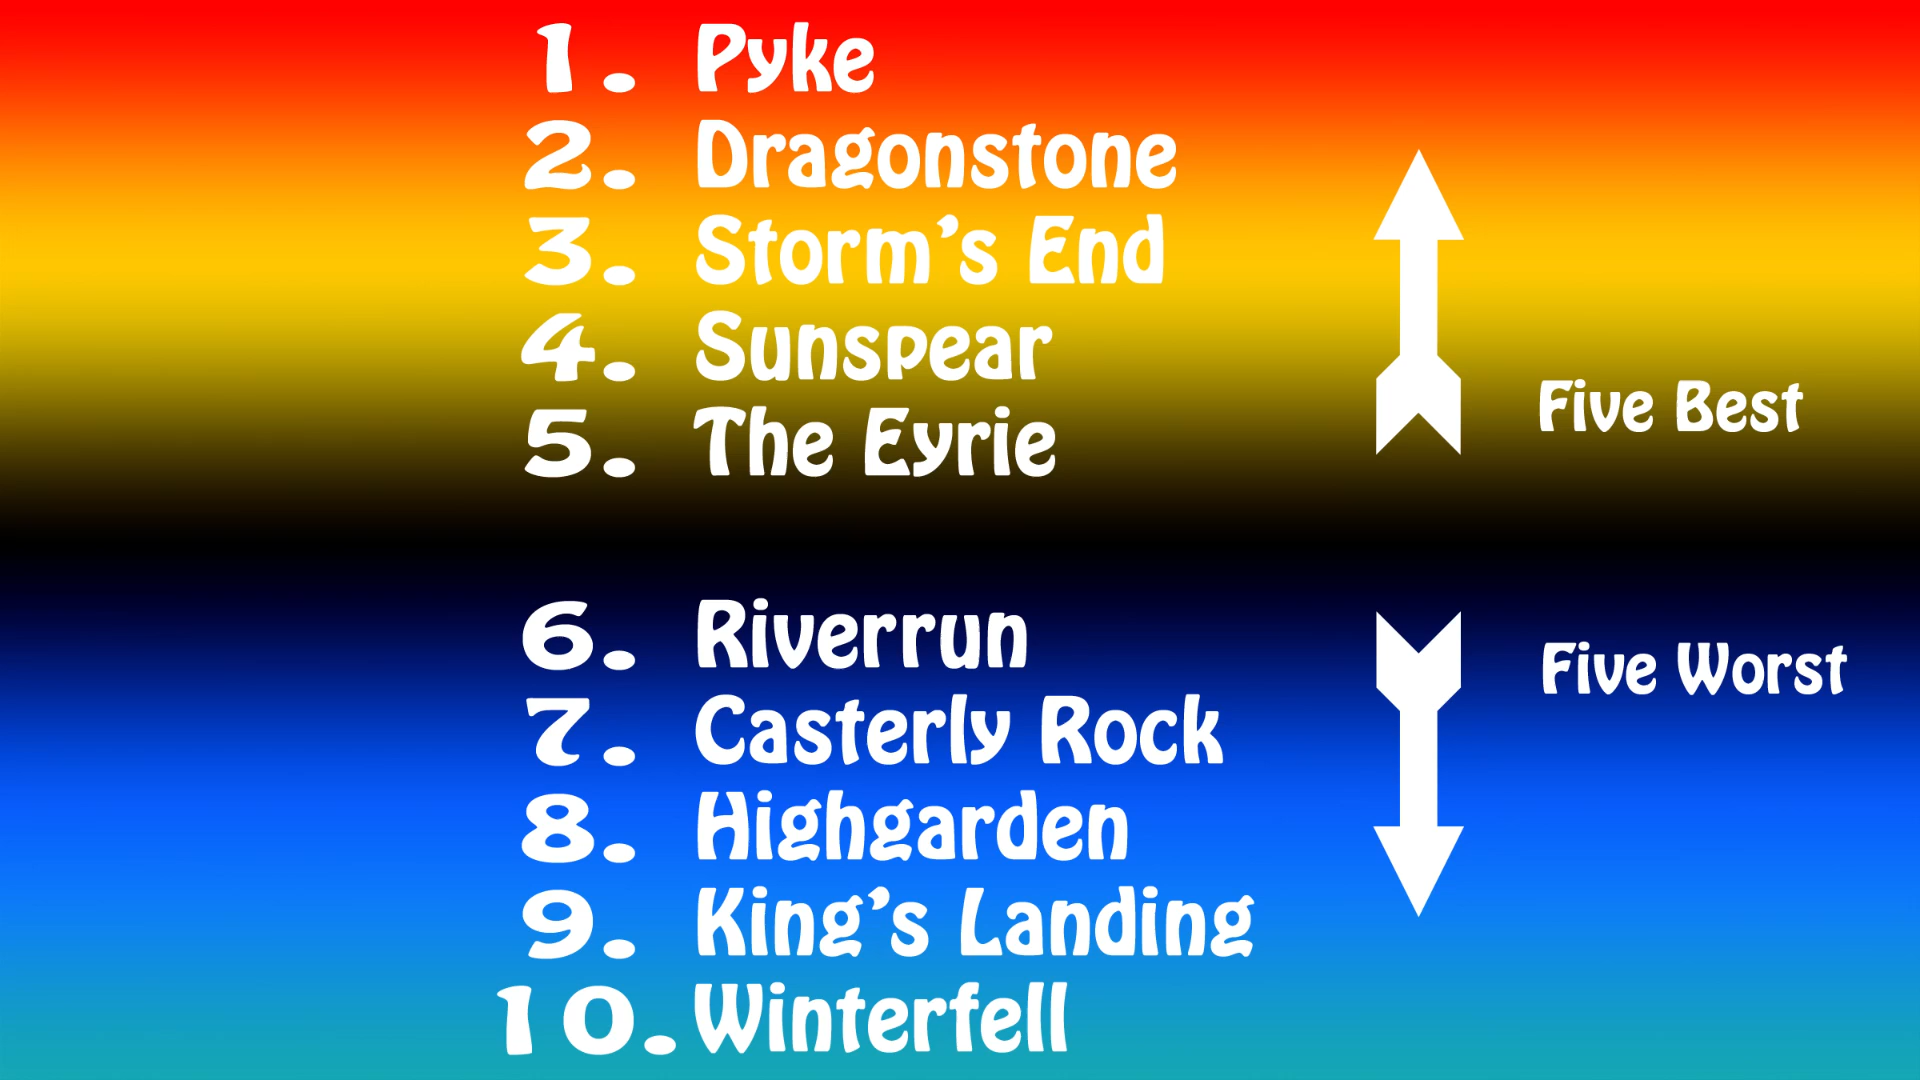 1. Pyke
2. Dragonstone
3. Storm's End
4. Sunspear
5. The Eyrie
Five Best
6. Riverrun
Five Worst
7. Casterly Rock
8. Highgarden
9. King's Landing
10. Winterfell